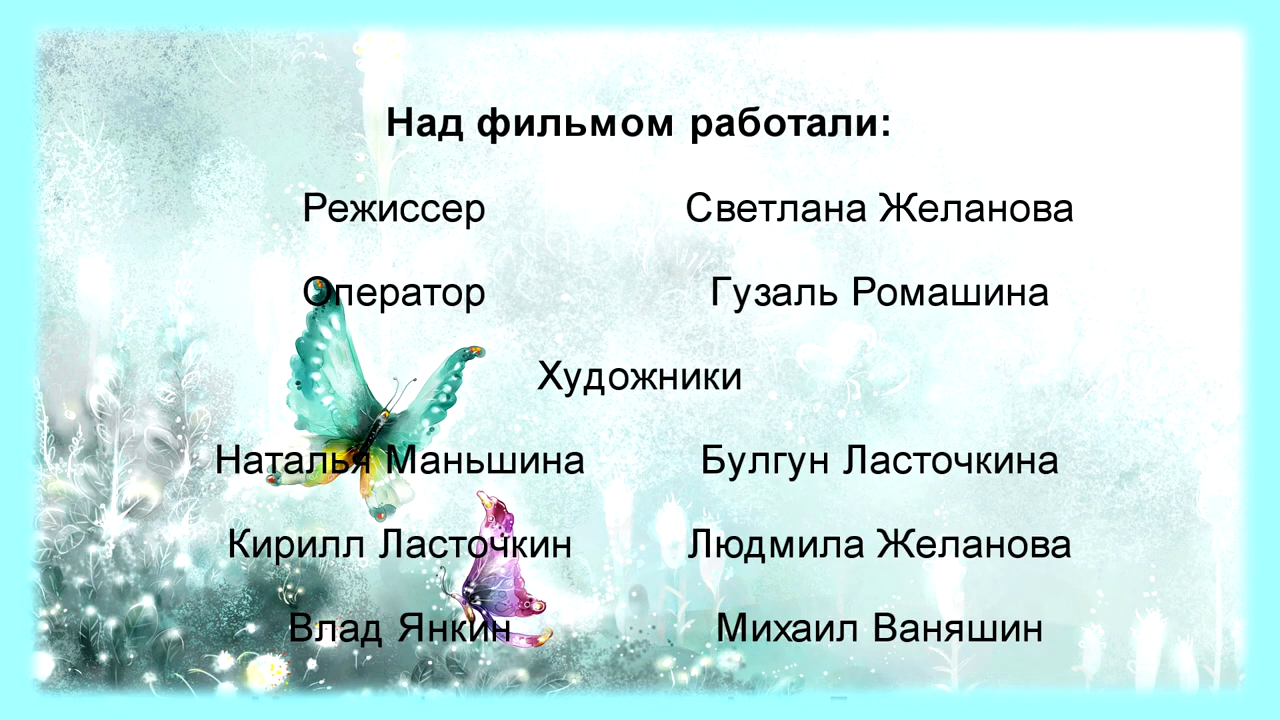 Над фильмом работали:
Режиссер Светлана Желанова
Оператор Гузаль Ромашина
Художники
Наталья Маньшина Булгун Ласточкина
Кирилл Ласточкин Людмила Желанова
Влад Янкин Михаил Ваняшин